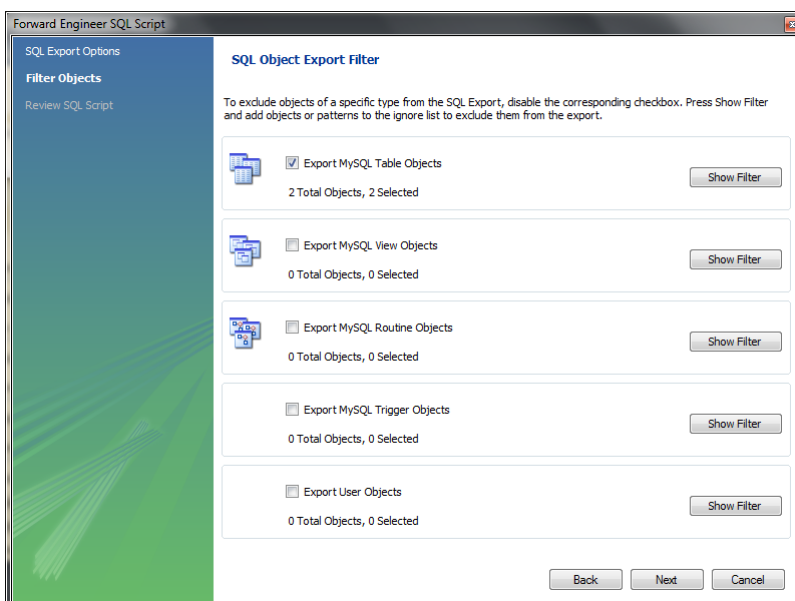 Forward Engineer SQL Script
SQL Export Options
Filter Objects
Review SQL Script
SQL Object Export Filter
To exclude objects of a specific type from the SQL Export, disable the corresponding checkbox. Press Show Filter
and add objects or patterns to the ignore list to exclude them from the export.
Export MySQL Table Objects
2 Total Objects, 2 Selected
Show Filter
Export MySQL View Objects
0 Total Objects, 0 Selected
Show Filter
Export MySQL Routine Objects
0 Total Objects, 0 Selected
Show Filter
Export MySQL Trigger Objects
0 Total Objects, 0 Selected
Show Filter
Export User Objects
0 Total Objects, 0 Selected
Show Filter
Back Next Cancel